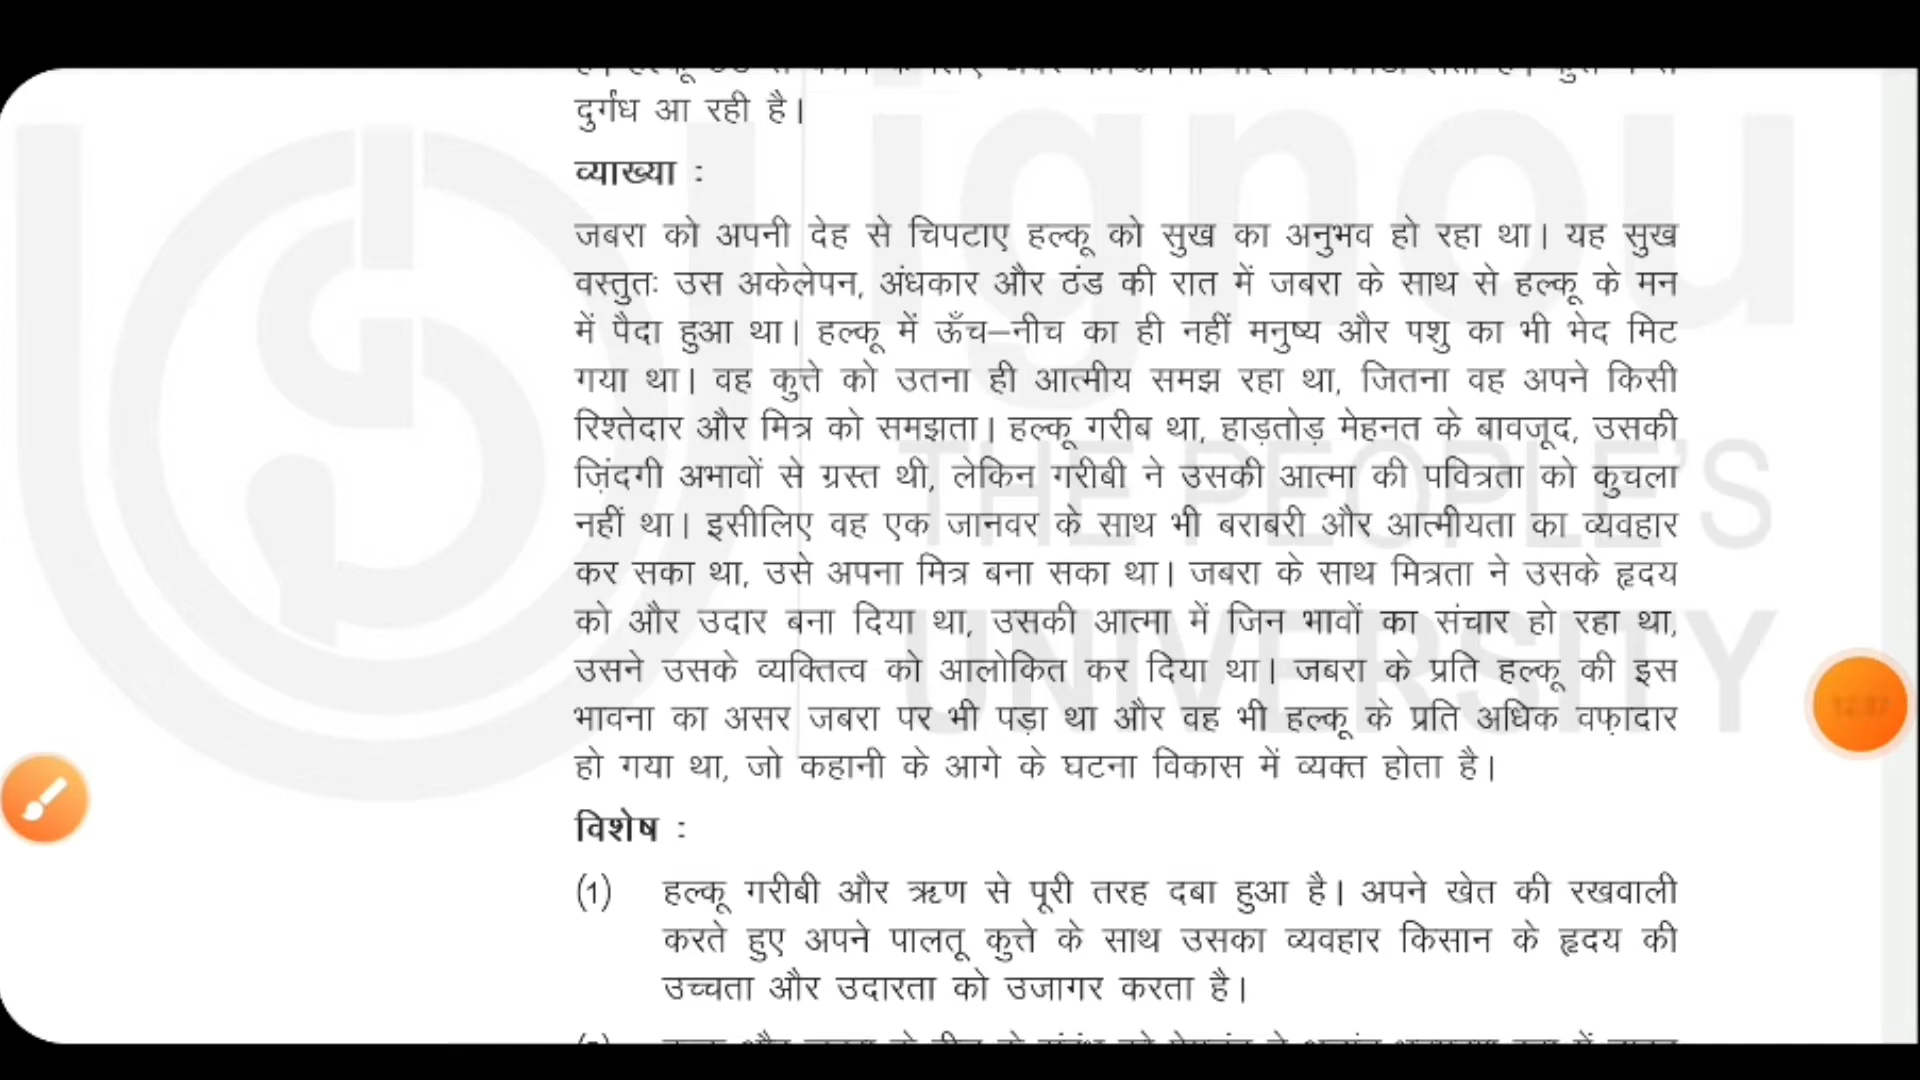 दुर्गंध आ रही है।
व्याख्या :
जबरा को अपनी देह से चिपटाए हल्कू को सुख का अनुभव हो रहा था। यह सुख
वस्तुतः उस अकेलेपन, अंधकार और ठंड की रात में जबरा के साथ से हल्कू के मन
में पैदा हुआ था। हल्कू में ऊँच–नीच का ही नहीं मनुष्य और पशु का भी भेद मिट
गया था। वह कुत्ते को उतना ही आत्मीय समझ रहा था, जितना वह अपने किसी
रिश्तेदार और मित्र को समझता। हल्कू गरीब था, हाड़तोड़ मेहनत के बावजूद, उसकी
ज़िंदगी अभावों से ग्रस्त थी, लेकिन गरीबी ने उसकी आत्मा की पवित्रता को कुचला
नहीं था। इसीलिए वह एक जानवर के साथ भी बराबरी और आत्मीयता का व्यवहार
कर सका था, उसे अपना मित्र बना सका था। जबरा के साथ मित्रता ने उसके हृदय
को और उदार बना दिया था, उसकी आत्मा में जिन भावों का संचार हो रहा था,
उसने उसके व्यक्तित्व को आलोकित कर दिया था। जबरा के प्रति हल्कू की इस
भावना का असर जबरा पर भी पड़ा था और वह भी हल्कू के प्रति अधिक वफ़ादार
हो गया था, जो कहानी के आगे के घटना विकास में व्यक्त होता है।
विशेष :
(1) हल्कू गरीबी और ऋण से पूरी तरह दबा हुआ है। अपने खेत की रखवाली
करते हुए अपने पालतू कुत्ते के साथ उसका व्यवहार किसान के हृदय की
उच्चता और उदारता को उजागर करता है।
ignou
THE PEOPLE'S
UNIVERSITY